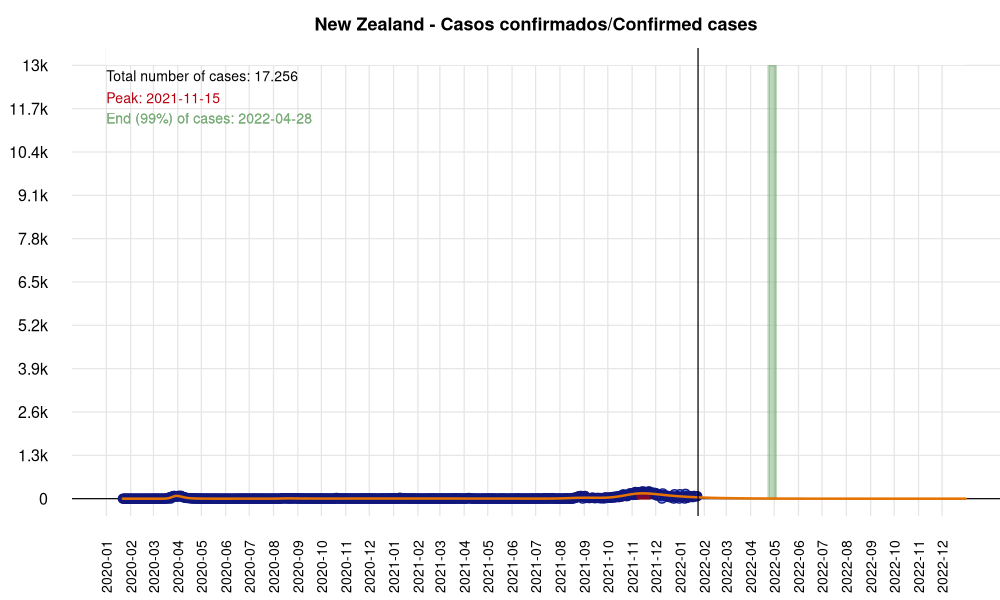 New Zealand - Casos confirmados/Confirmed cases
13k
11.7k
10.4k
9.1k
7.8k
6.5k
5.2k
3.9k
2.6k
1.3k
0
Total number of cases: 17.256
Peak: 2021-11-15
End (99%) of cases: 2022-04-28
2020-01
2020-02
2020-03
2020-04
2020-05
2020-06
2020-07
2020-08
2020-09
2020-10
2020-11
2020-12
2021-01
2021-02
2021-03
2021-04
2021-05
2021-06
2021-07
2021-08
2021-09
2021-10
2021-11
2021-12
2022-01
2022-02
2022-03
2022-04
2022-05
2022-06
2022-07
2022-08
2022-09
2022-10
2022-11
2022-12